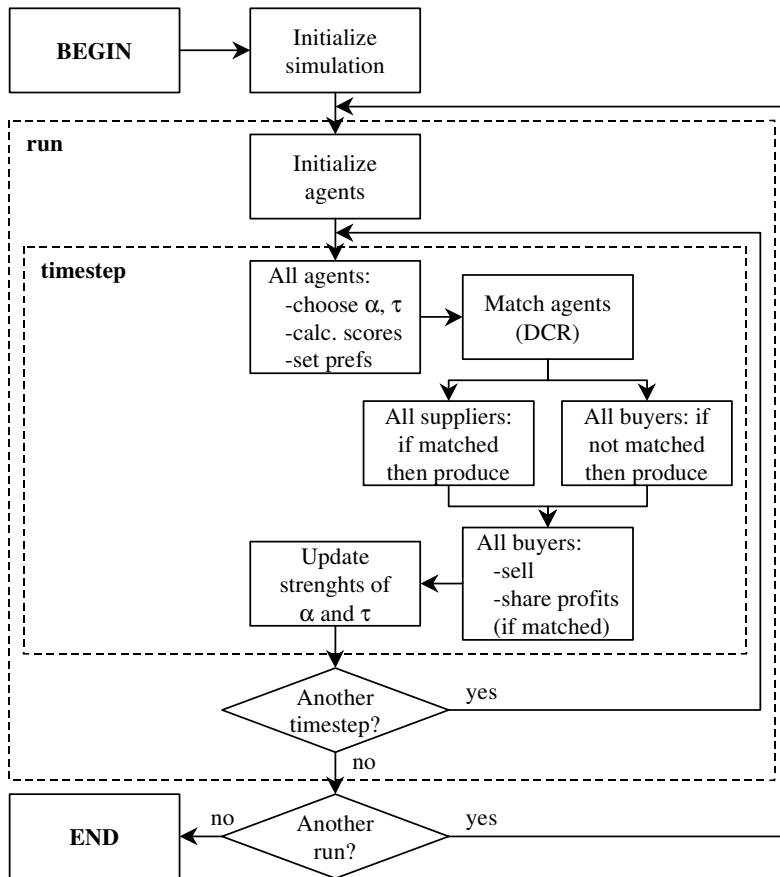 BEGIN
Initialize
simulation
run
Initialize
agents
timestep
All agents:
-choose α, τ
-calc. scores
-set prefs
Match agents
(DCR)
All suppliers:
if matched
then produce
All buyers: if
not matched
then produce
All buyers:
-sell
-share profits
(if matched)
Update
strenghts of
α and τ
Another
timestep?
yes
no
Another
run?
yes
no
END